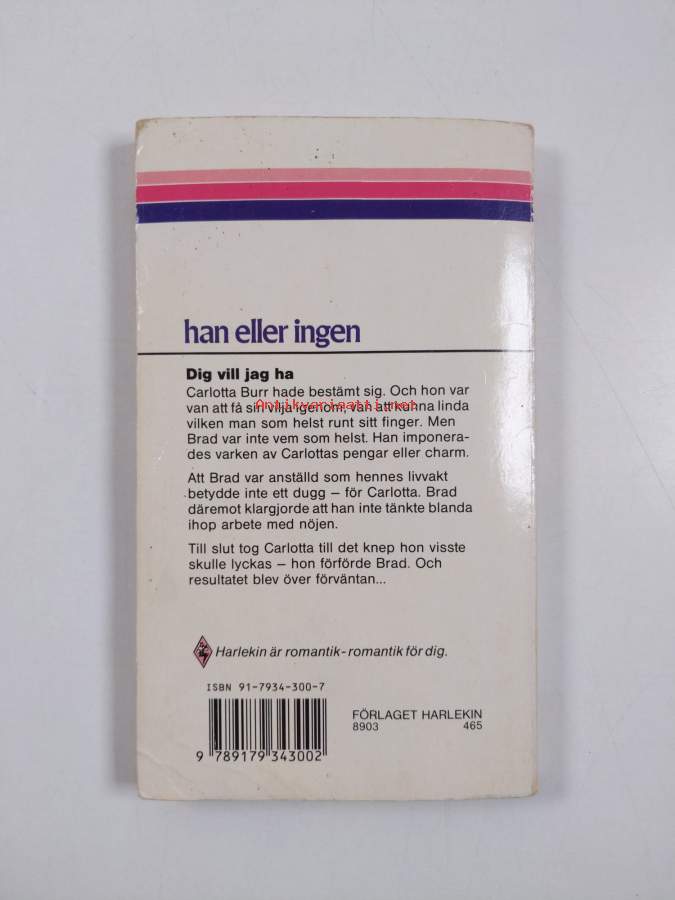 han eller ingen
Dig vill jag ha
Carlotta Burr hade bestämt sig. Och hon var
van att få sin vilja igenom, van att kunna linda
Antikvariaatti.net
vilken man som helst runt sitt finger. Men
Brad var inte vem som helst. Han imponera-
des varken av Carlottas pengar eller charm.
Att Brad var anställd som hennes livvakt
betydde inte ett dugg – för Carlotta. Brad
däremot klargjorde att han inte tänkte blanda
ihop arbete med nöjen.
Till slut tog Carlotta till det knep hon visste
skulle lyckas – hon förförde Brad. Och
resultatet blev över förväntan...
Harlekin är romantik-romantik för dig.
ISBN 91-7934-300-7
9 789179 343002
FÖRLAGET HARLEKIN
8903 465